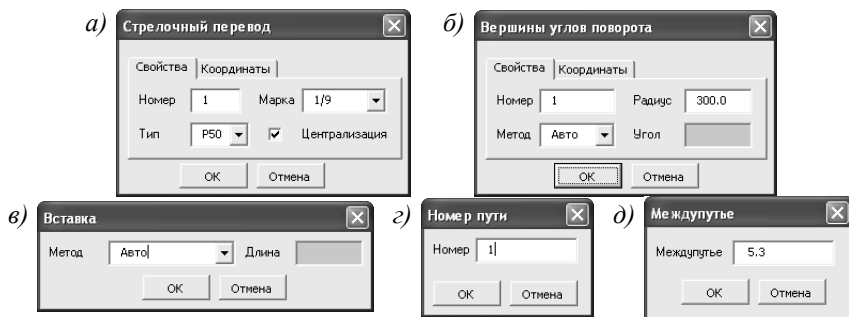 а) Стрелочный перевод
Свойства Координаты
Номер 1 Марка 1/9
Тип P50 Централизация
ОК Отмена
б) Вершины углов поворота
Свойства Координаты
Номер 1 Радиус 300.0
Метод Авто Угол
ОК Отмена
в) Вставка
Метод Авто Длина
ОК Отмена
г) Номер пути
Номер 1
ОК Отмена
д) Междупутье
Междупутье 5.3
ОК Отмена